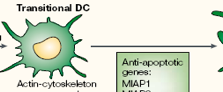 Transitional DC
Actin-cytoskeleton
Anti-apoptotic
genes:
MIAP1